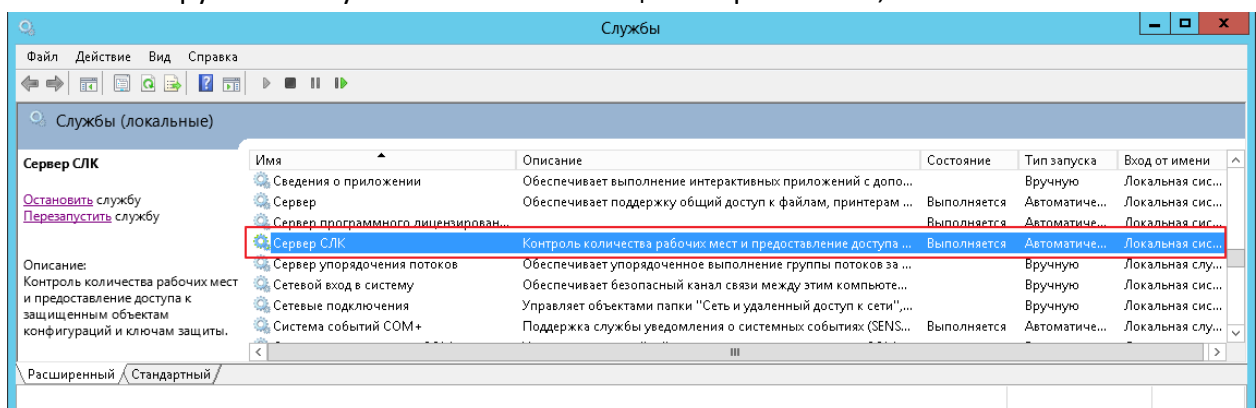 Службы
Файл Действие Вид Справка
Службы (локальные)
Сервер СЛК
Остановить службу
Перезапустить службу
Описание:
Контроль количества рабочих мест
и предоставление доступа к
защищенным объектам
конфигураций и ключам защиты.
Имя Описание Состояние Тип запуска Вход от имени
Сведения о приложении Обеспечивает выполнение интерактивных приложений с допо... Вручную Локальная сис...
Сервер Обеспечивает поддержку общий доступ к файлам, принтерам ... Выполняется Автоматиче... Локальная сис...
Сервер программного лицензирован... Выполняется Автоматиче... Локальная сис...
Сервер СЛК Контроль количества рабочих мест и предоставление доступа ... Выполняется Автоматиче... Локальная сис...
Сервер упорядочения потоков Обеспечивает упорядоченное выполнение группы потоков за ... Вручную Локальная слу...
Сетевой вход в систему Обеспечивает безопасный канал связи между этим компьюте... Вручную Локальная сис...
Сетевые подключения Управляет объектами папки "Сеть и удаленный доступ к сети",... Вручную Локальная сис...
Система событий COM+ Поддержка службы уведомления о системных событиях (SENS... Выполняется Автоматиче... Локальная слу...
Расширенный Стандартный